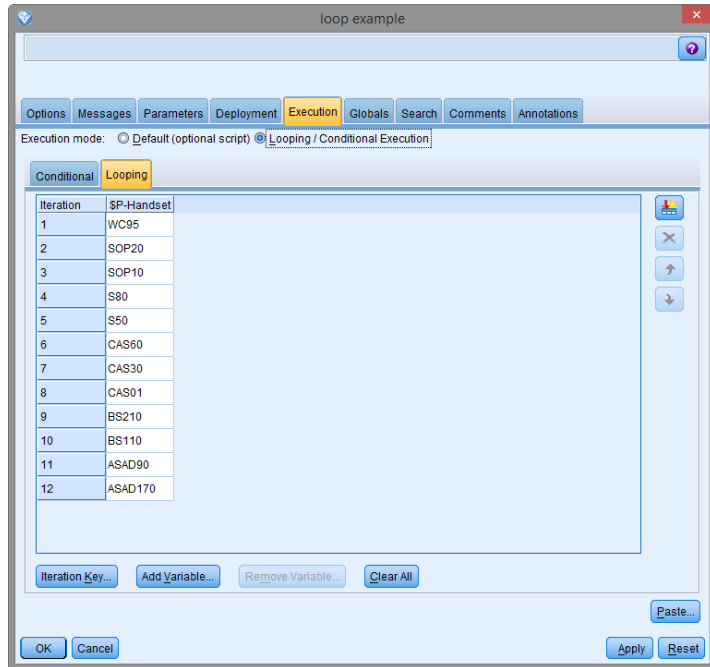 loop example
Options Messages Parameters Deployment Execution Globals Search Comments Annotations
Execution mode: Default (optional script) Looping / Conditional Execution
Conditional Looping
Iteration $P-Handset
1 WC95
2 SOP20
3 SOP10
4 S80
5 S50
6 CAS60
7 CAS30
8 CAS01
9 BS210
10 BS110
11 ASAD90
12 ASAD170
Iteration Key... Add Variable... Remove Variable... Clear All
Paste...
OK Cancel Apply Reset